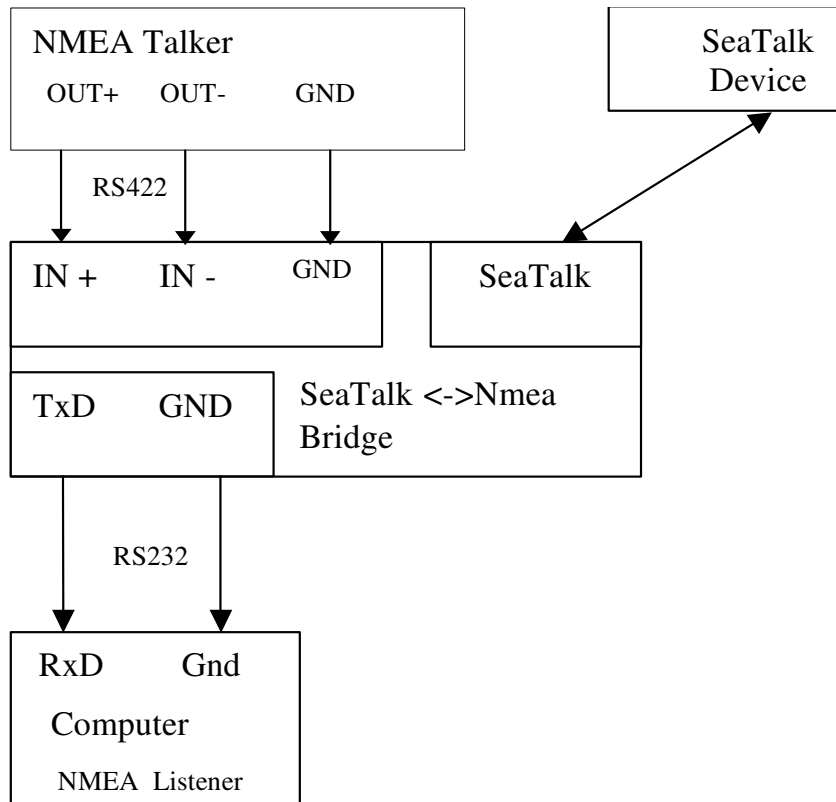 NMEA Talker
OUT+ OUT- GND
SeaTalk
Device
RS422
IN + IN - GND
SeaTalk
TxD GND
SeaTalk <->Nmea
Bridge
RS232
RxD Gnd
Computer
NMEA Listener